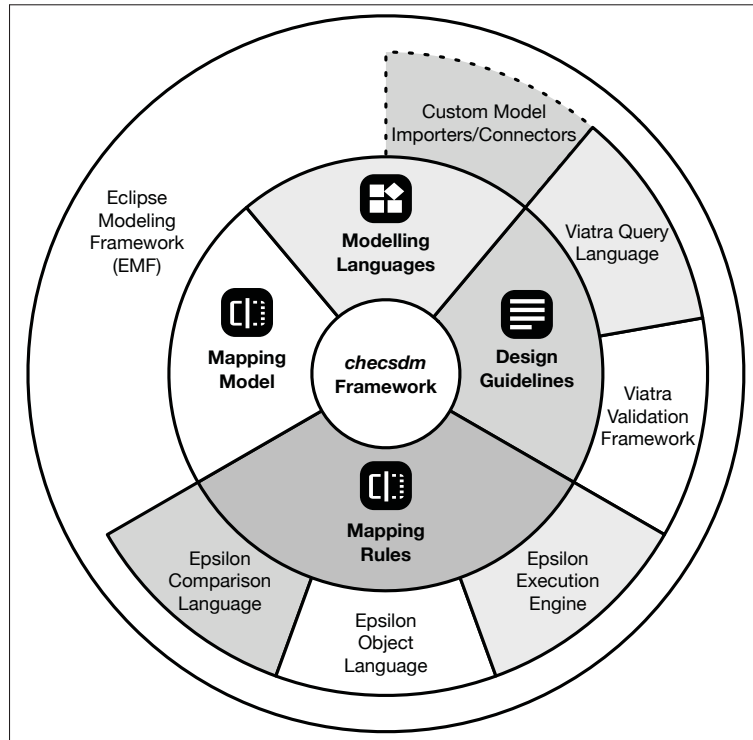 Custom Model
Importers/Connectors
Eclipse
Modeling
Framework
(EMF)
Modelling
Languages
Viatra Query
Language
Mapping
Model
checsdm
Framework
Design
Guidelines
Viatra
Validation
Framework
Mapping
Rules
Epsilon
Comparison
Language
Epsilon
Object
Language
Epsilon
Execution
Engine